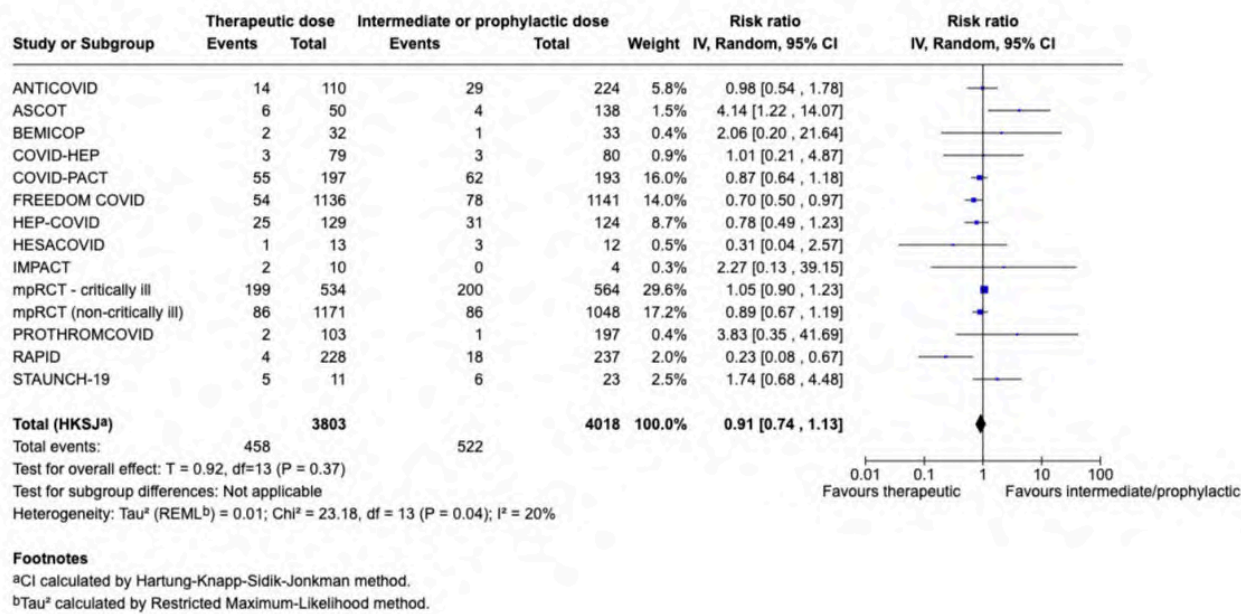 Therapeutic dose Intermediate or prophylactic dose Risk ratio Risk ratio
Study or Subgroup Events Total Events Total Weight IV, Random, 95% CI IV, Random, 95% CI
ANTICOVID 14 110 29 224 5.8% 0.98 [0.54 , 1.78]
ASCOT 6 50 4 138 1.5% 4.14 [1.22 , 14.07]
BEMICOP 2 32 1 33 0.4% 2.06 [0.20 , 21.64]
COVID-HEP 3 79 3 80 0.9% 1.01 [0.21 , 4.87]
COVID-PACT 55 197 62 193 16.0% 0.87 [0.64 , 1.18]
FREEDOM COVID 54 1136 78 1141 14.0% 0.70 [0.50 , 0.97]
HEP-COVID 25 129 31 124 8.7% 0.78 [0.49 , 1.23]
HESACOVID 1 13 3 12 0.5% 0.31 [0.04 , 2.57]
IMPACT 2 10 0 4 0.3% 2.27 [0.13 , 39.15]
mpRCT - critically ill 199 534 200 564 29.6% 1.05 [0.90 , 1.23]
mpRCT (non-critically ill) 86 1171 86 1048 17.2% 0.89 [0.67 , 1.19]
PROTHROMCOVID 2 103 1 197 0.4% 3.83 [0.35 , 41.69]
RAPID 4 228 18 237 2.0% 0.23 [0.08 , 0.67]
STAUNCH-19 5 11 6 23 2.5% 1.74 [0.68 , 4.48]
Total (HKSJª) 3803 4018 100.0% 0.91 [0.74 , 1.13]
Total events: 458 522
Test for overall effect: T = 0.92, df=13 (P = 0.37)
0.01 0.1 1 10 100
Test for subgroup differences: Not applicable
Favours therapeutic Favours intermediate/prophylactic
Heterogeneity: Tau² (REMLᵇ) = 0.01; Chi² = 23.18, df = 13 (P = 0.04); I² = 20%
Footnotes
ªCI calculated by Hartung-Knapp-Sidik-Jonkman method.
ᵇTau² calculated by Restricted Maximum-Likelihood method.